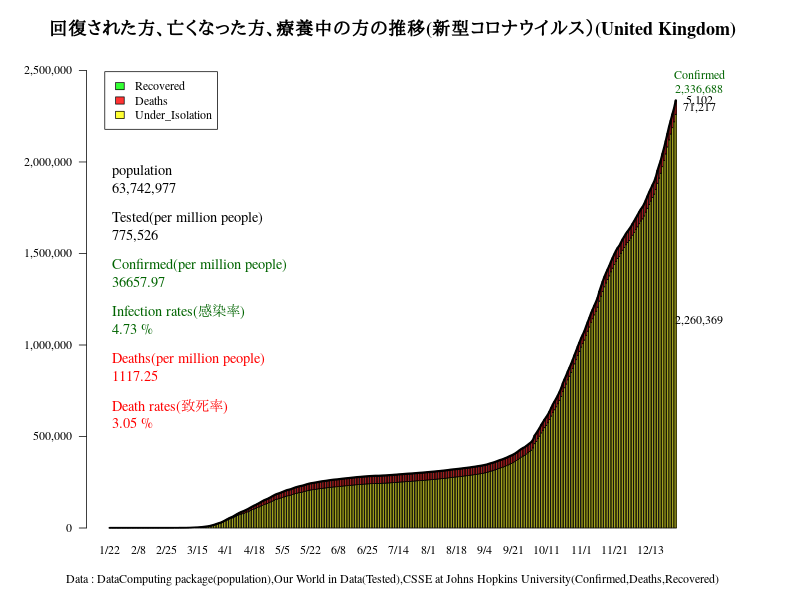 回復された方、亡くなった方、療養中の方の推移(新型コロナウイルス）(United Kingdom)
2,500,000
2,000,000
1,500,000
1,000,000
500,000
0
Recovered
Deaths
Under_Isolation
population
63,742,977
Tested(per million people)
775,526
Confirmed(per million people)
36657.97
Infection rates(感染率)
4.73 %
Deaths(per million people)
1117.25
Death rates(致死率)
3.05 %
Confirmed
2,336,688
5,102
71,217
2,260,369
1/22 2/8 2/25 3/15 4/1 4/18 5/5 5/22 6/8 6/25 7/14 8/1 8/18 9/4 9/21 10/11 11/1 11/21 12/13
Data : DataComputing package(population),Our World in Data(Tested),CSSE at Johns Hopkins University(Confirmed,Deaths,Recovered)